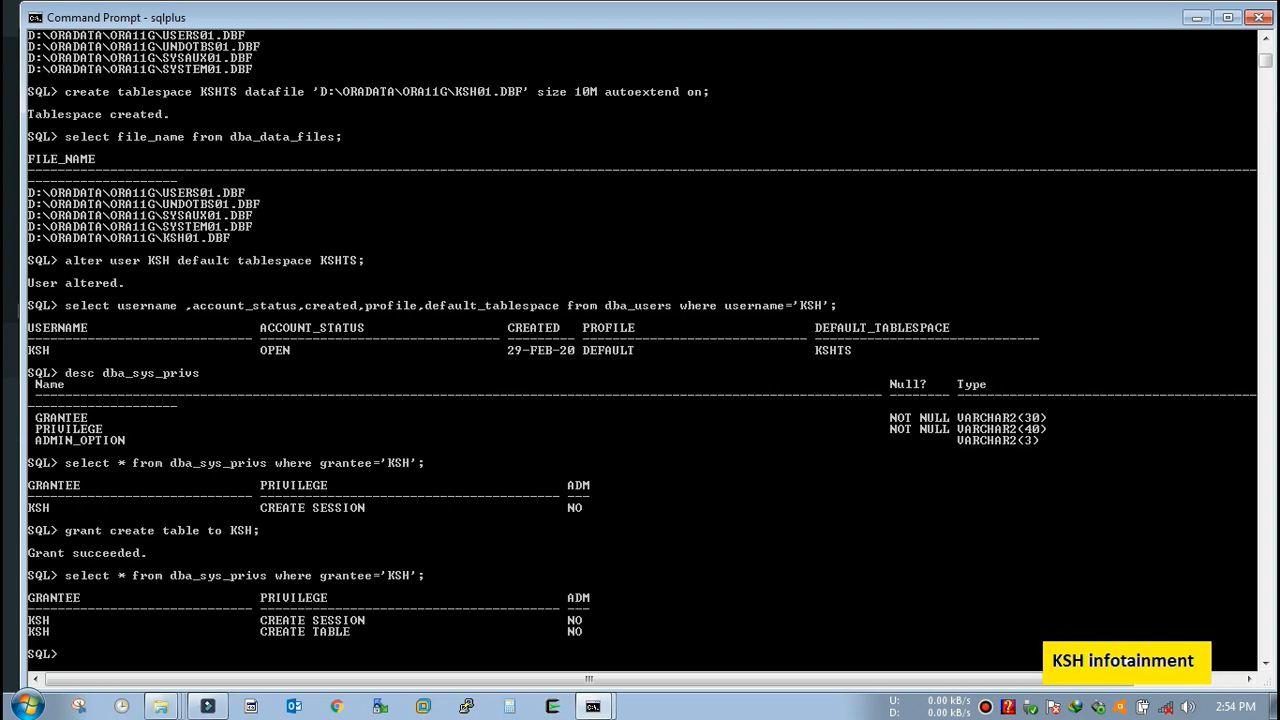 Command Prompt - sqlplus
D:\ORADATA\ORA11G\USERS01.DBF
D:\ORADATA\ORA11G\UNDOTBS01.DBF
D:\ORADATA\ORA11G\SYSAUX01.DBF
D:\ORADATA\ORA11G\SYSTEM01.DBF
SQL> create tablespace KSHTS datafile 'D:\ORADATA\ORA11G\KSH01.DBF' size 10M autoextend on;
Tablespace created.
SQL> select file_name from dba_data_files;
FILE_NAME
D:\ORADATA\ORA11G\USERS01.DBF
D:\ORADATA\ORA11G\UNDOTBS01.DBF
D:\ORADATA\ORA11G\SYSAUX01.DBF
D:\ORADATA\ORA11G\SYSTEM01.DBF
D:\ORADATA\ORA11G\KSH01.DBF
SQL> alter user KSH default tablespace KSHTS;
User altered.
SQL> select username ,account_status,created,profile,default_tablespace from dba_users where username='KSH';
USERNAME ACCOUNT_STATUS CREATED PROFILE DEFAULT_TABLESPACE
KSH OPEN 29-FEB-20 DEFAULT KSHTS
SQL> desc dba_sys_privs
Name Null? Type
GRANTEE NOT NULL VARCHAR2(30)
PRIVILEGE NOT NULL VARCHAR2(40)
ADMIN_OPTION VARCHAR2(3)
SQL> select * from dba_sys_privs where grantee='KSH';
GRANTEE PRIVILEGE ADM
KSH CREATE SESSION NO
SQL> grant create table to KSH;
Grant succeeded.
SQL> select * from dba_sys_privs where grantee='KSH';
GRANTEE PRIVILEGE ADM
KSH CREATE SESSION NO
KSH CREATE TABLE NO
SQL>
KSH infotainment
U: 0.00 kB/s
D: 0.00 kB/s
2:54 PM